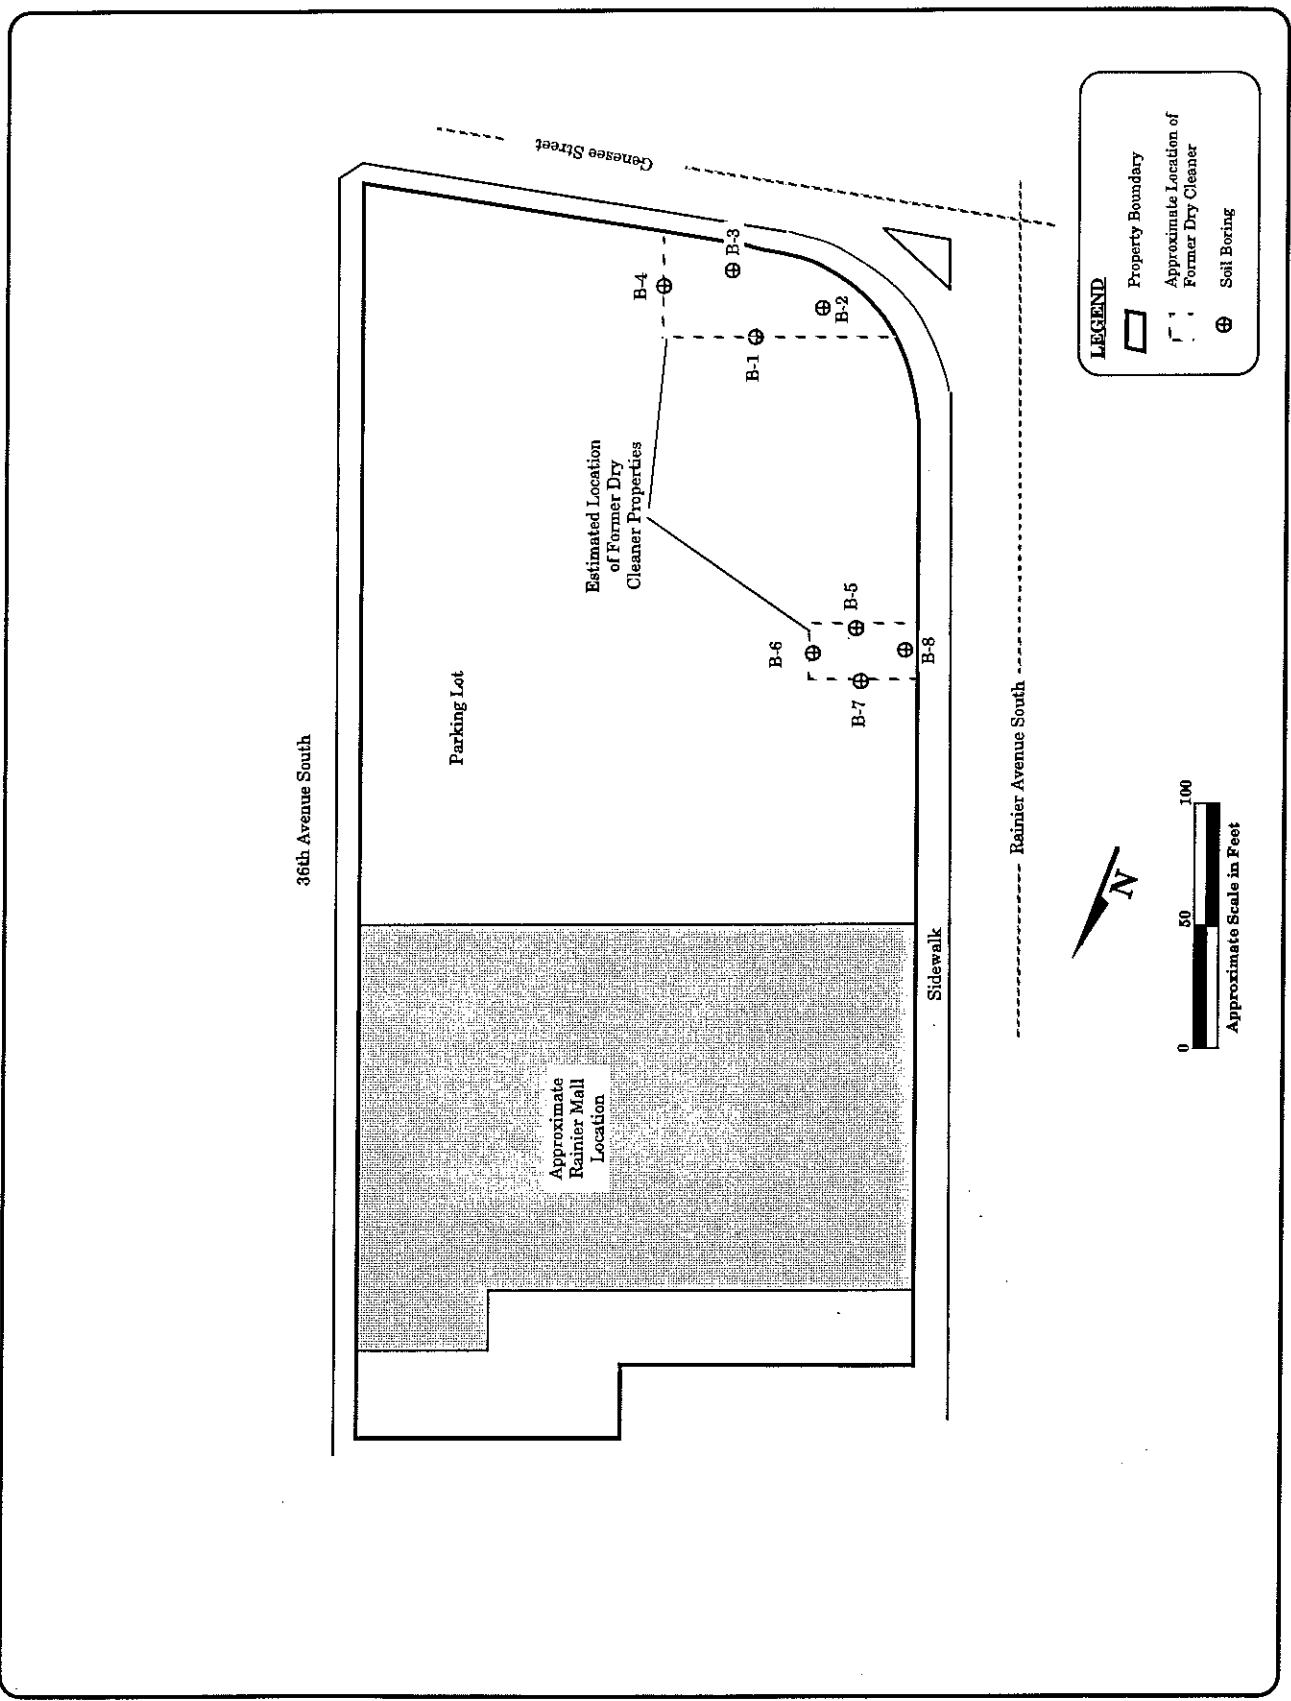 36th Avenue South
Genesee Street
Parking Lot
Estimated Location
of Former Dry
Cleaner Properties
B-4
B-3
B-1
B-2
B-6
B-5
B-7
B-8
Approximate
Rainier Mall
Location
Sidewalk
Rainier Avenue South
N
0
50
100
Approximate Scale in Feet
LEGEND
Property Boundary
Approximate Location of
Former Dry Cleaner
Soil Boring